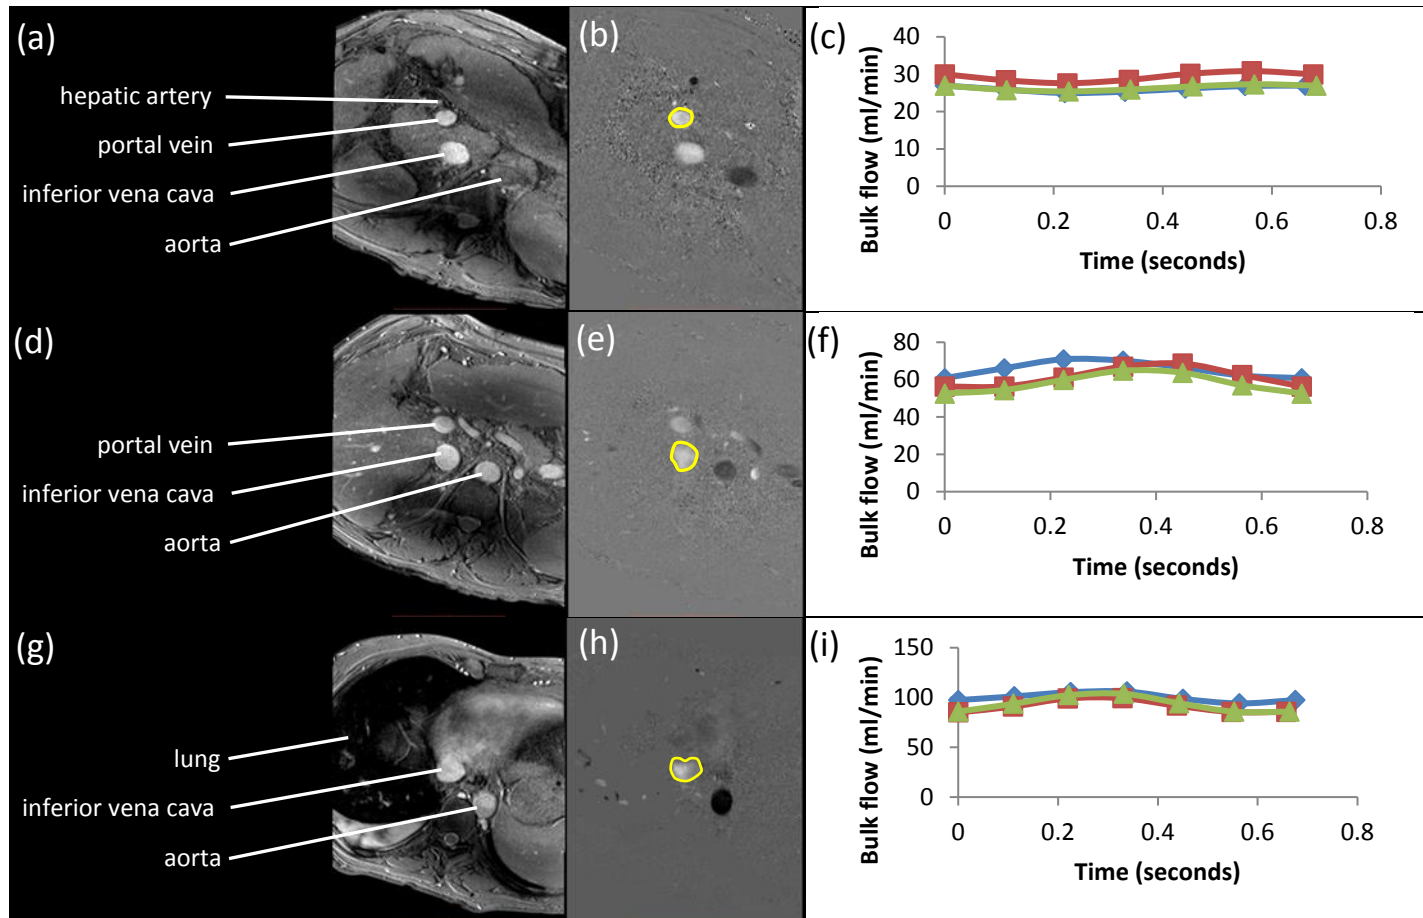 (a)
hepatic artery
portal vein
inferior vena cava
aorta
(b)
(c)
Bulk flow (ml/min)
40
30
20
10
0
0 0.2 0.4 0.6 0.8
Time (seconds)
(d)
portal vein
inferior vena cava
aorta
(e)
(f)
Bulk flow (ml/min)
80
60
40
20
0
0 0.2 0.4 0.6 0.8
Time (seconds)
(g)
lung
inferior vena cava
aorta
(h)
(i)
Bulk flow (ml/min)
150
100
50
0
0 0.2 0.4 0.6 0.8
Time (seconds)